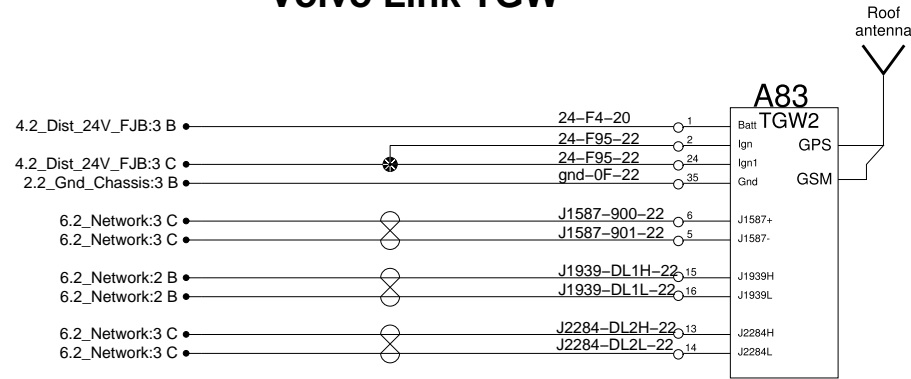 Volvo Link TGW
Roof
antenna
A83
4.2_Dist_24V_FJB:3 B 24-F4-20 1 Batt TGW2
24-F95-22 2 Ign GPS
4.2_Dist_24V_FJB:3 C 24-F95-22 24 Ign1
2.2_Gnd_Chassis:3 B gnd-0F-22 35 Gnd GSM
6.2_Network:3 C J1587-900-22 6 J1587+
6.2_Network:3 C J1587-901-22 5 J1587-
6.2_Network:2 B J1939-DL1H-22 15 J1939H
6.2_Network:2 B J1939-DL1L-22 16 J1939L
6.2_Network:3 C J2284-DL2H-22 13 J2284H
6.2_Network:3 C J2284-DL2L-22 14 J2284L